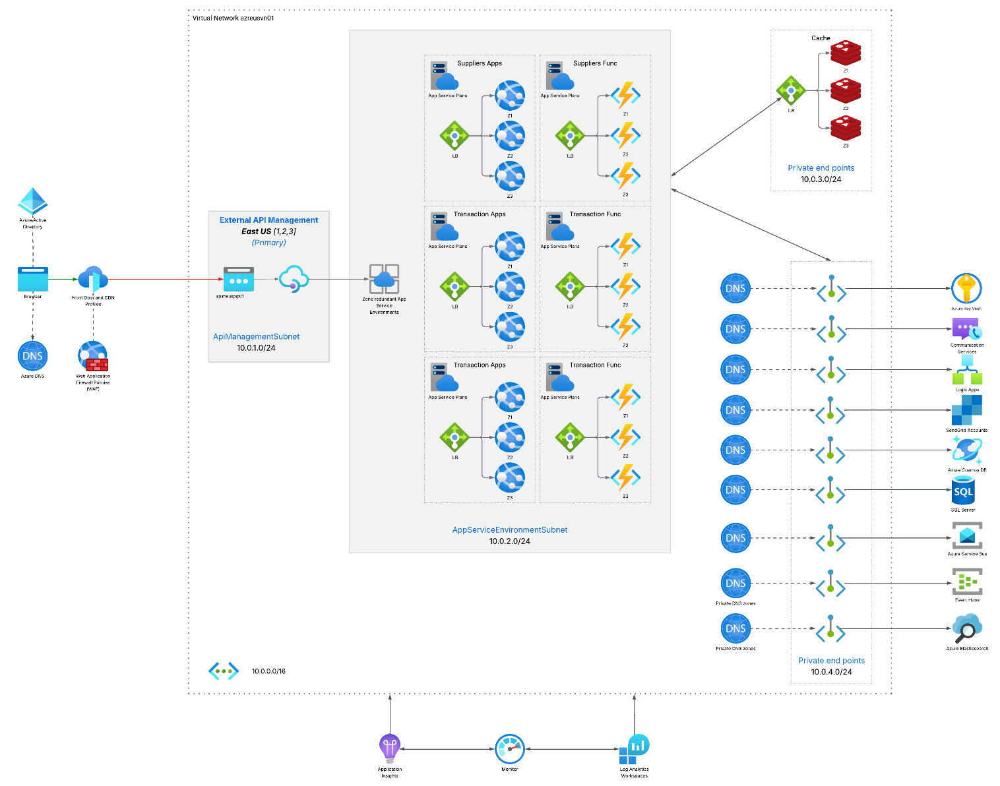 Virtual Network azreusvn01
Azure Active
Directory
Browser
DNS
Azure DNS
Front Door and CDN
Profiles
Web Application
Firewall Policies
(WAF)
External API Management
East US [1,2,3]
(Primary)
apimeuspip01
ApiManagementSubnet
10.0.1.0/24
Zone redundant App
Service
Environments
Suppliers Apps
App Service Plans
ILB
Z1
Z2
Z3
Suppliers Func
App Service Plans
ILB
Z1
Z2
Z3
Transaction Apps
App Service Plans
ILB
Z1
Z2
Z3
Transaction Func
App Service Plans
ILB
Z1
Z2
Z3
Transaction Apps
App Service Plans
ILB
Z1
Z2
Z3
Transaction Func
App Service Plans
ILB
Z1
Z2
Z3
AppServiceEnvironmentSubnet
10.0.2.0/24
Cache
ILB
Z1
Z2
Z3
Private end points
10.0.3.0/24
DNS
Azure Key Vault
DNS
Communication
Services
DNS
Logic Apps
DNS
SendGrid Accounts
DNS
Azure Cosmos DB
DNS
SQL
SQL Server
DNS
Azure Service Bus
DNS
Private DNS zones
Event Hubs
DNS
Private DNS zones
Azure Elasticsearch
Private end points
10.0.4.0/24
10.0.0.0/16
Application
Insights
Monitor
Log Analytics
Workspaces